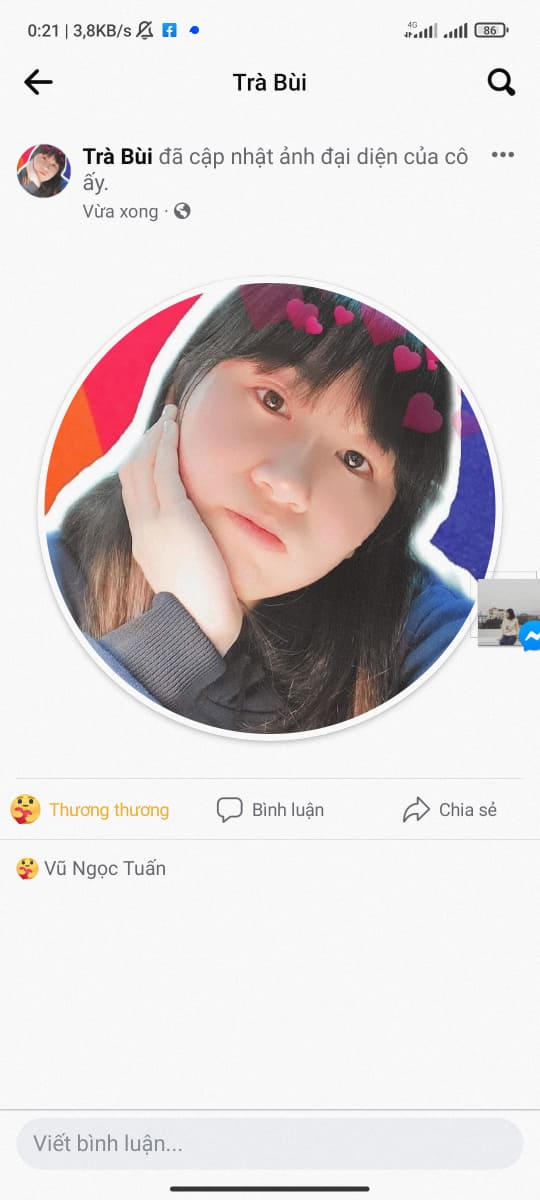 0:21 | 3,8KB/s
4G
86
Trà Bùi
Trà Bùi đã cập nhật ảnh đại diện của cô
ấy.
Vừa xong ·
Thương thương
Bình luận
Chia sẻ
Vũ Ngọc Tuấn
Viết bình luận...